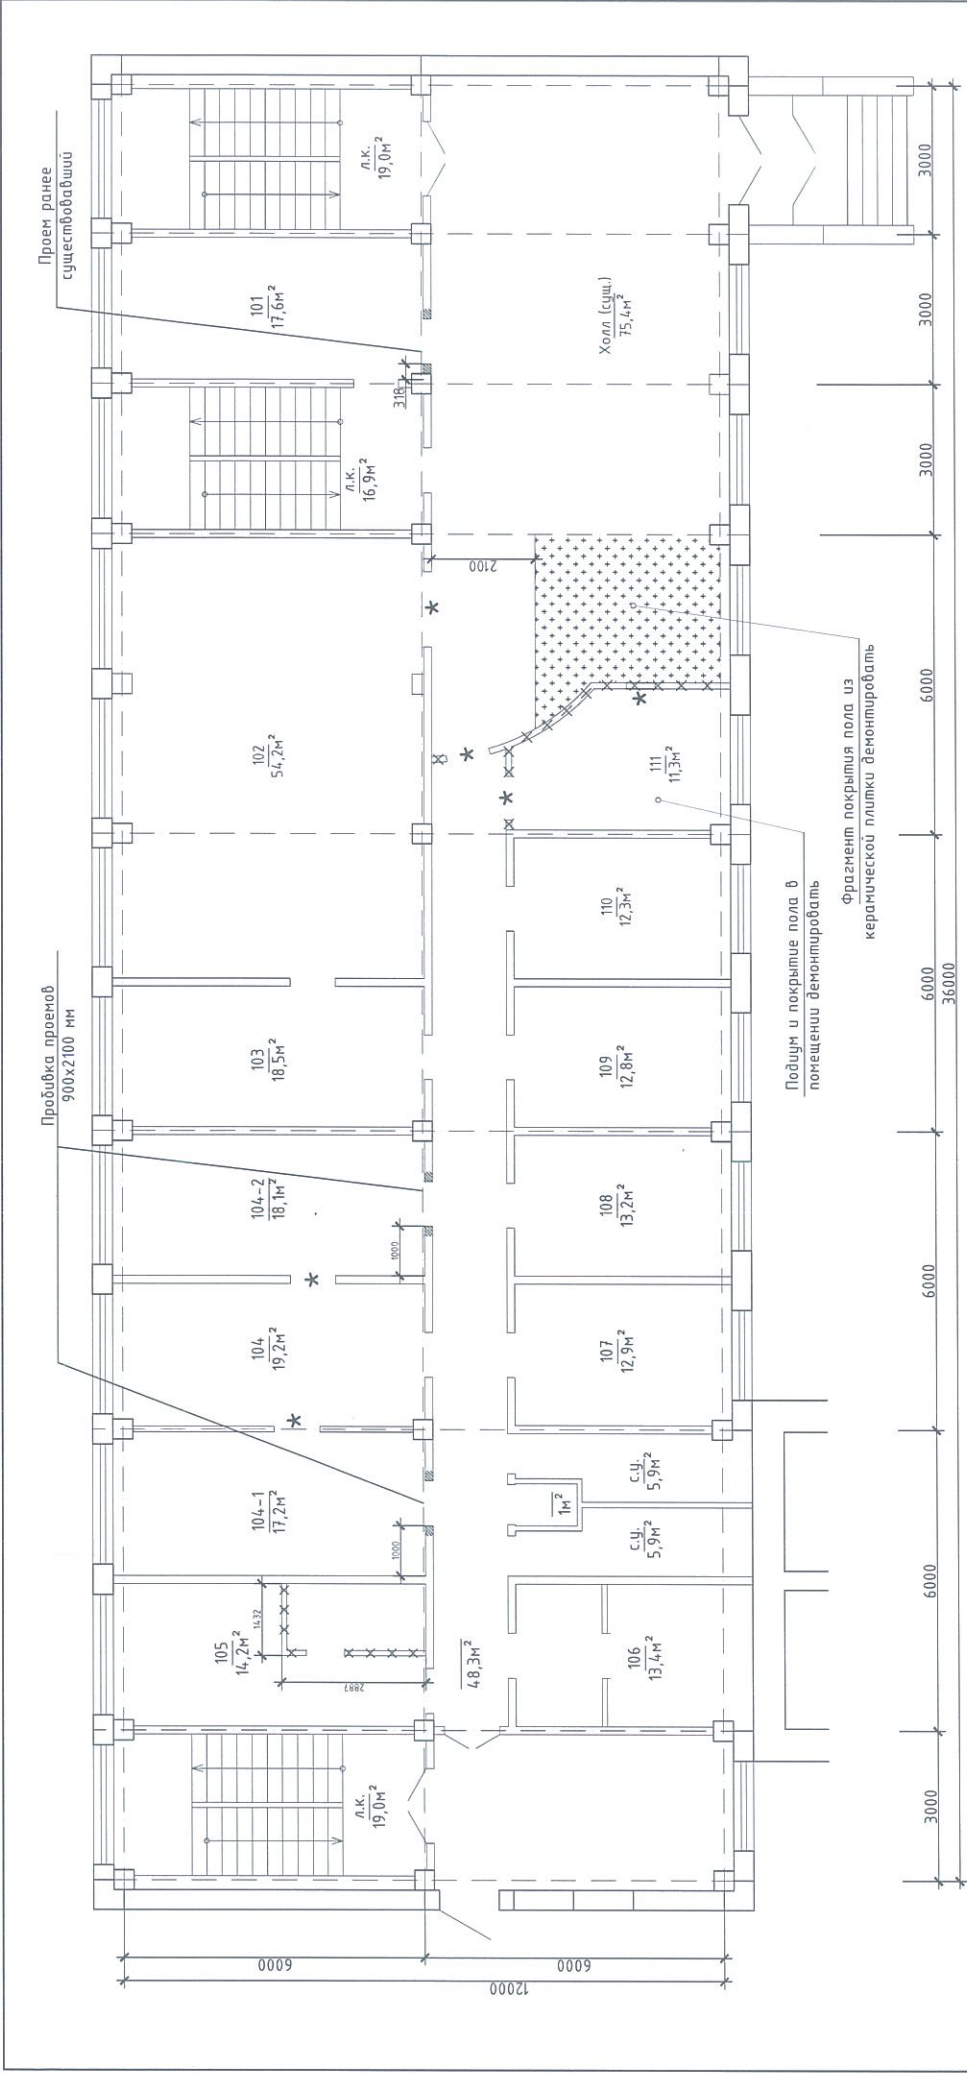 Проем ранее
существовавший
Пробивка проемов
900х2100 мм
л.к.
19,0м²
101
17,6м²
318
л.к.
16,9м²
Холл (сущ.)
75,4м²
2100
*
102
54,2м²
*
*
*
111
11,3м²
110
12,3м²
103
18,5м²
109
12,8м²
104-2
18,1м²
1000
108
13,2м²
*
104
19,2м²
107
12,9м²
*
104-1
17,2м²
1000
1м²
с.у.
5,9м²
с.у.
5,9м²
105
14,2м²
1432
2887
48,3м²
106
13,4м²
л.к.
19,0м²
Подиум и покрытие пола в
помещении демонтировать
Фрагмент покрытия пола из
керамической плитки демонтировать
3000
6000
6000
6000
6000
3000
3000
3000
36000
6000
6000
12000